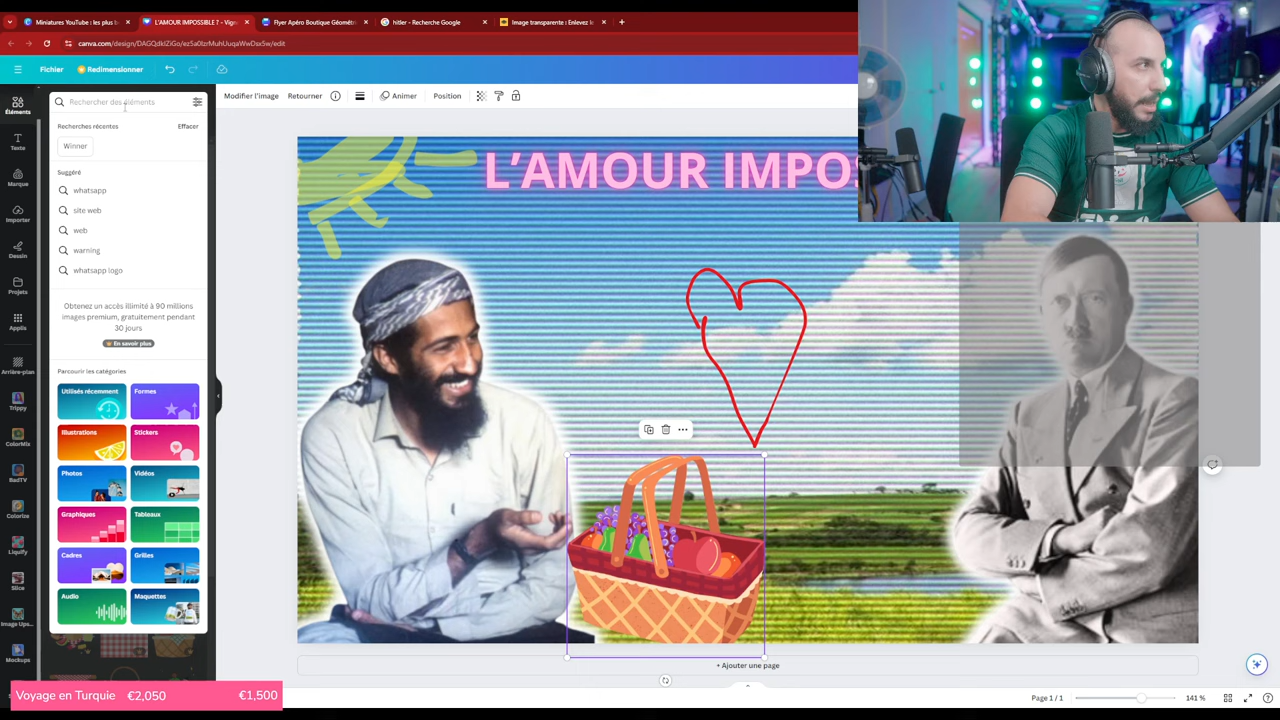 Miniatures YouTube : les plus b
L'AMOUR IMPOSSIBLE ? - Vign
Flyer Apéro Boutique Géométri
hitler - Recherche Google
Image transparente : Enlevez le
canva.com/design/DAGQdklZiGo/ez5a0IzrMuhUuqaWwDsx5w/edit
Fichier
Redimensionner
Rechercher des éléments
Modifier l'image
Retourner
Animer
Position
Éléments
Texte
Marque
Importer
Dessin
Projets
Applis
Arrière-plan
Trippy
ColorMix
BadTV
Colorize
Liquify
Slice
Image Ups...
Mockups
Recherches récentes
Effacer
Winner
Suggéré
whatsapp
site web
web
warning
whatsapp logo
Obtenez un accès illimité à 90 millions
images premium, gratuitement pendant
30 jours
En savoir plus
Parcourir les catégories
Utilisés récemment
Formes
Illustrations
Stickers
Photos
Vidéos
Graphiques
Tableaux
Cadres
Grilles
Audio
Maquettes
L'AMOUR IMPOS
+ Ajouter une page
Voyage en Turquie €2,050 €1,500
Page 1 / 1
141 %